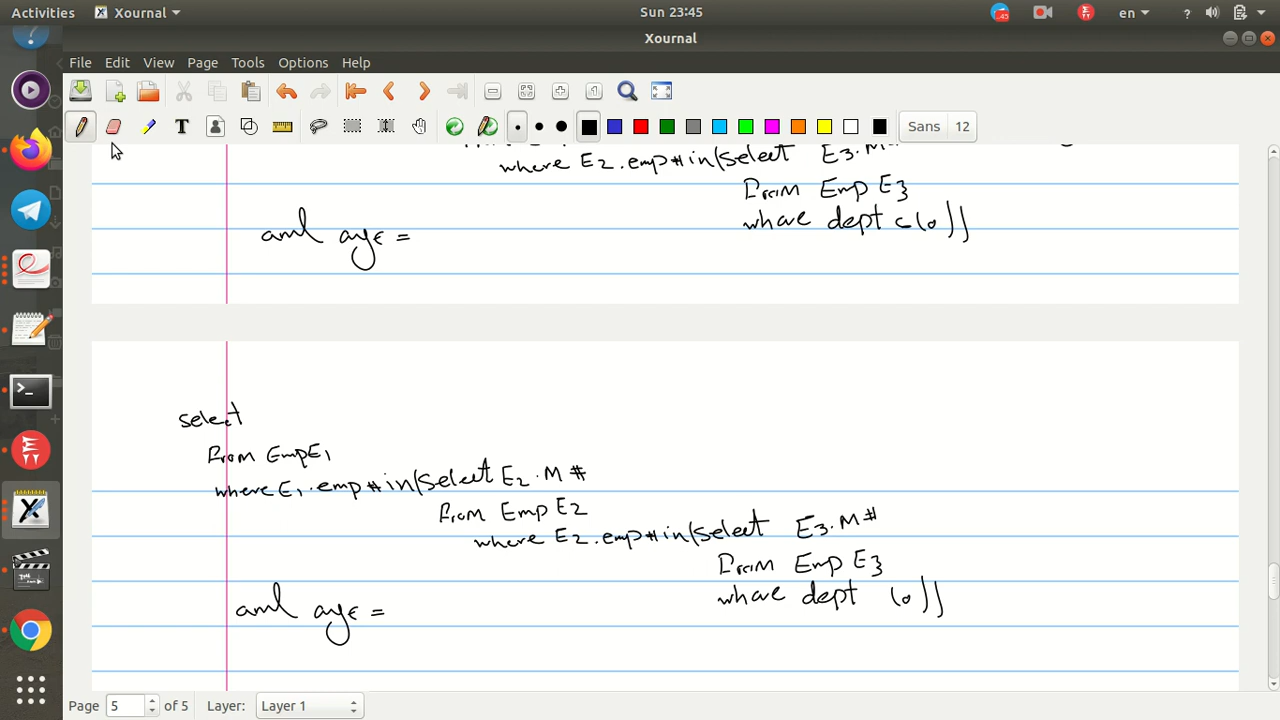 Activities Xournal Sun 23:45 en ?
Xournal
File Edit View Page Tools Options Help
Sans 12
where E2.emp# in(select E3.M
From Emp E3
where dept c(0))
and age =
select
From Emp E1
where E1.emp# in(select E2.M#
From Emp E2
where E2.emp# in(select E3.M#
From Emp E3
where dept (0))
and age =
Page 5 of 5 Layer: Layer 1